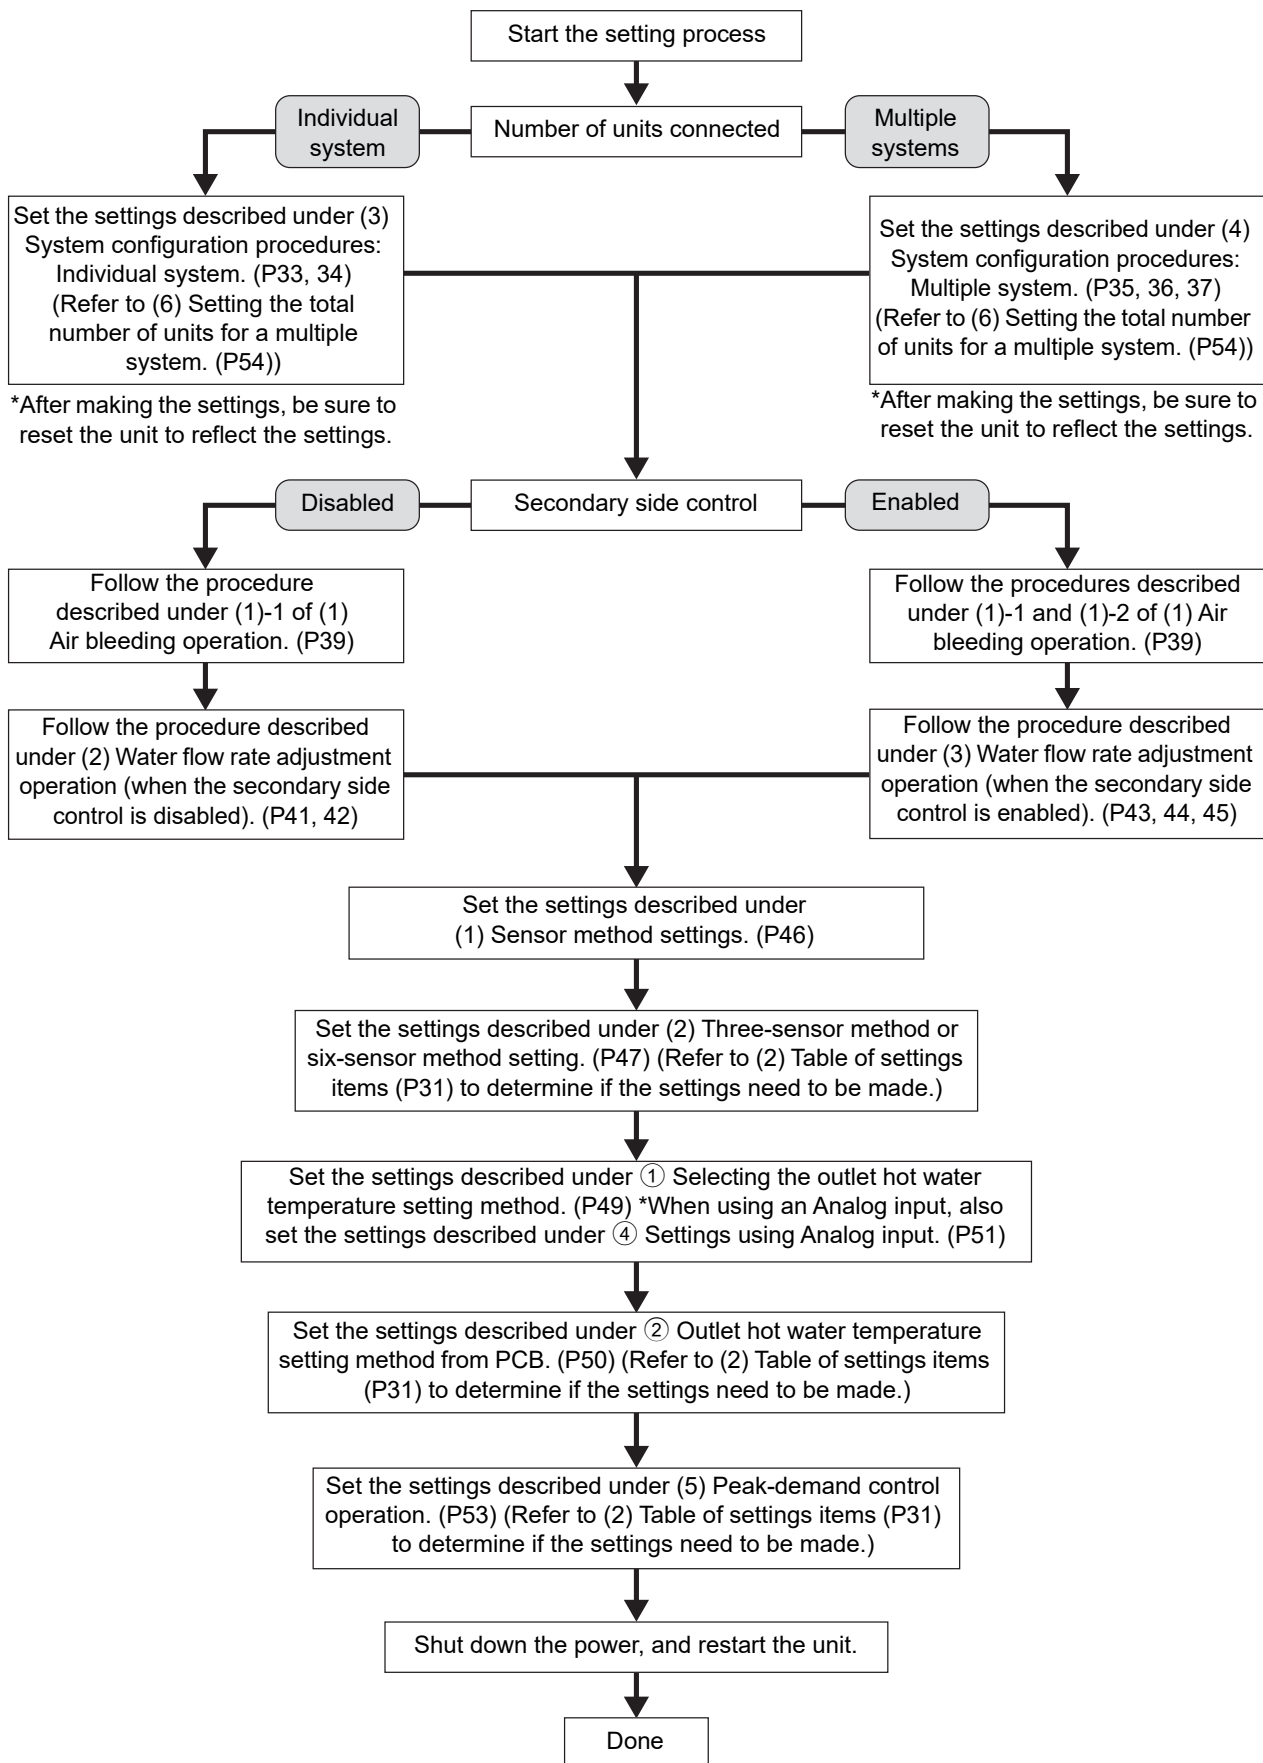 Start the setting process
Individual
system
Number of units connected
Multiple
systems
Set the settings described under (3)
System configuration procedures:
Individual system. (P33, 34)
(Refer to (6) Setting the total
number of units for a multiple
system. (P54))
*After making the settings, be sure to
reset the unit to reflect the settings.
Set the settings described under (4)
System configuration procedures:
Multiple system. (P35, 36, 37)
(Refer to (6) Setting the total number
of units for a multiple system. (P54))
*After making the settings, be sure to
reset the unit to reflect the settings.
Disabled
Secondary side control
Enabled
Follow the procedure
described under (1)-1 of (1)
Air bleeding operation. (P39)
Follow the procedures described
under (1)-1 and (1)-2 of (1) Air
bleeding operation. (P39)
Follow the procedure described
under (2) Water flow rate adjustment
operation (when the secondary side
control is disabled). (P41, 42)
Follow the procedure described
under (3) Water flow rate adjustment
operation (when the secondary side
control is enabled). (P43, 44, 45)
Set the settings described under
(1) Sensor method settings. (P46)
Set the settings described under (2) Three-sensor method or
six-sensor method setting. (P47) (Refer to (2) Table of settings
items (P31) to determine if the settings need to be made.)
Set the settings described under ① Selecting the outlet hot water
temperature setting method. (P49) *When using an Analog input, also
set the settings described under ④ Settings using Analog input. (P51)
Set the settings described under ② Outlet hot water temperature
setting method from PCB. (P50) (Refer to (2) Table of settings items
(P31) to determine if the settings need to be made.)
Set the settings described under (5) Peak-demand control
operation. (P53) (Refer to (2) Table of settings items (P31)
to determine if the settings need to be made.)
Shut down the power, and restart the unit.
Done